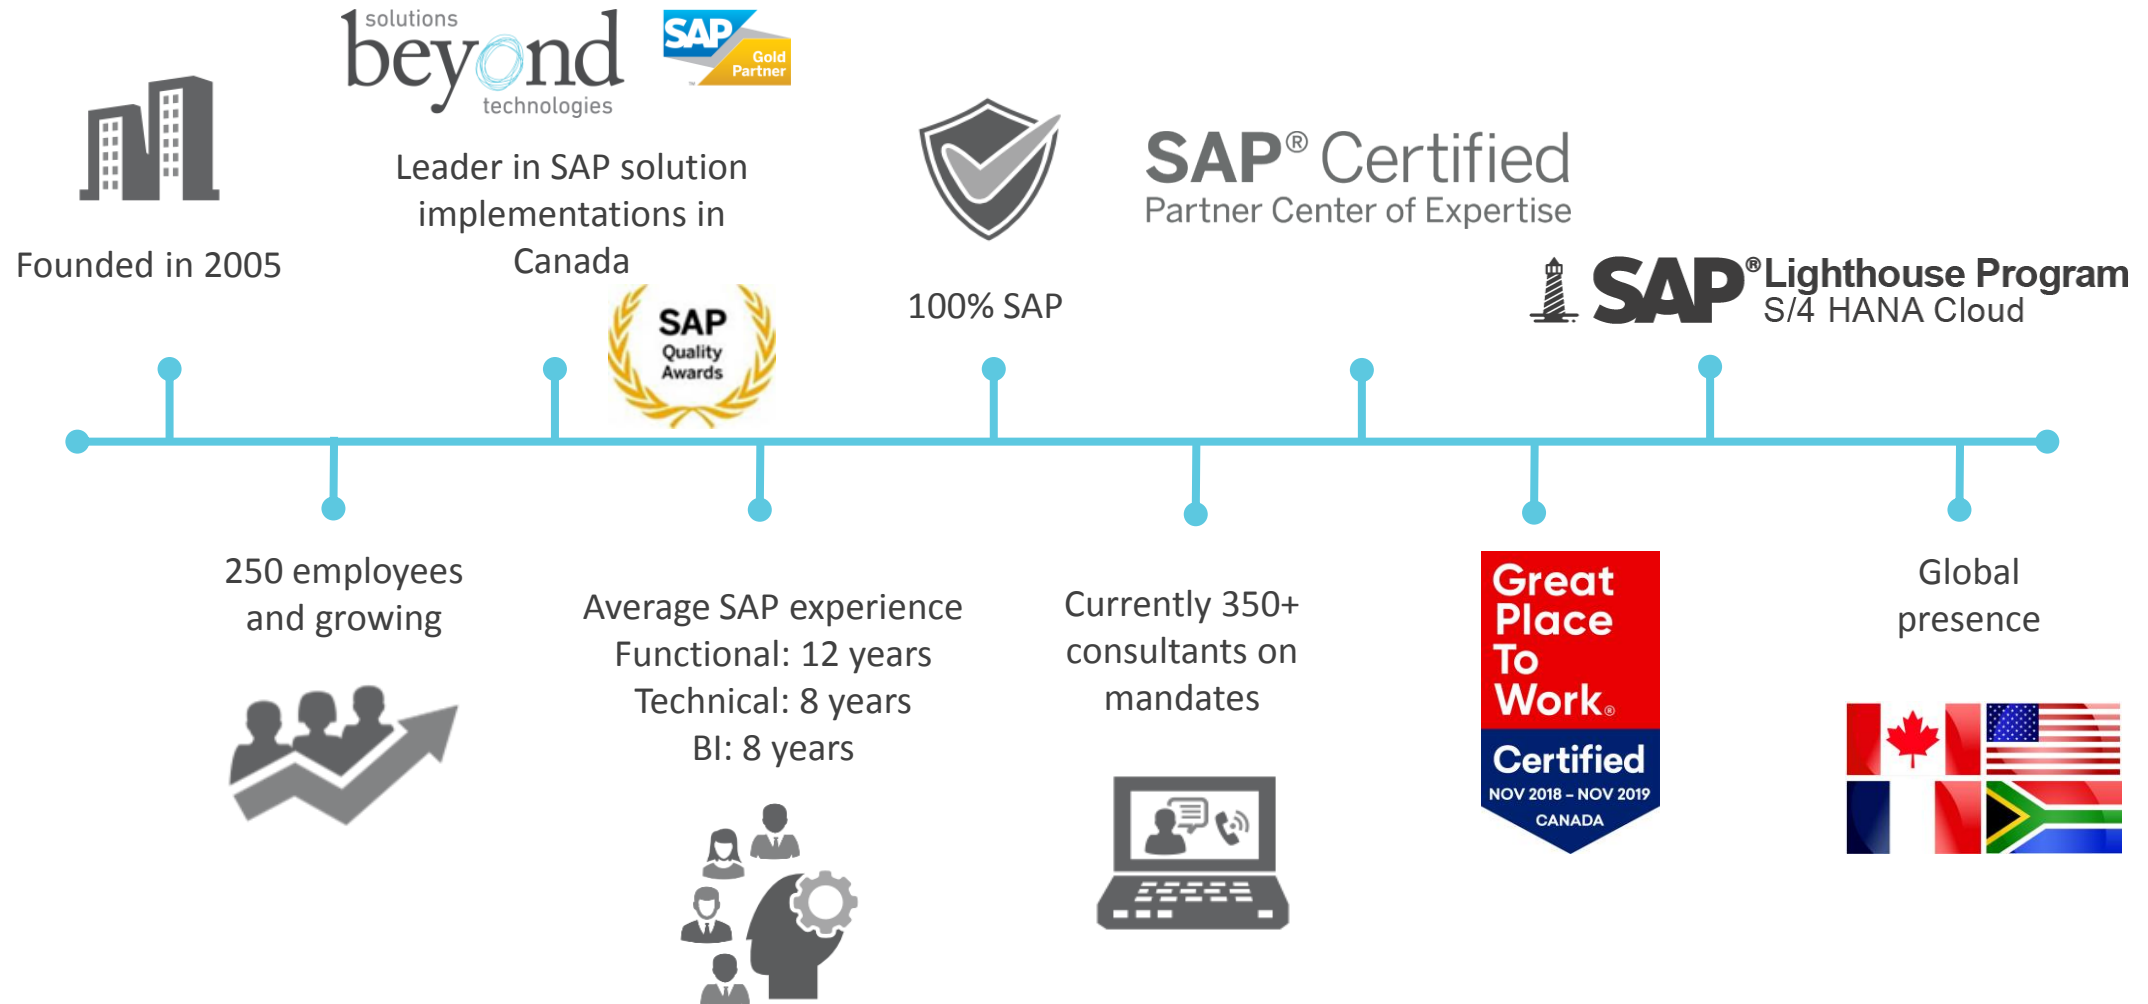 solutions
beyond
technologies
SAP
Gold
Partner
™
Leader in SAP solution
implementations in
Canada
Founded in 2005
SAP
Quality
Awards
100% SAP
SAP® Certified
Partner Center of Expertise
SAP® Lighthouse Program
S/4 HANA Cloud
250 employees
and growing
Average SAP experience
Functional: 12 years
Technical: 8 years
BI: 8 years
Currently 350+
consultants on
mandates
Great
Place
To
Work®
Certified
NOV 2018 – NOV 2019
CANADA
Global
presence